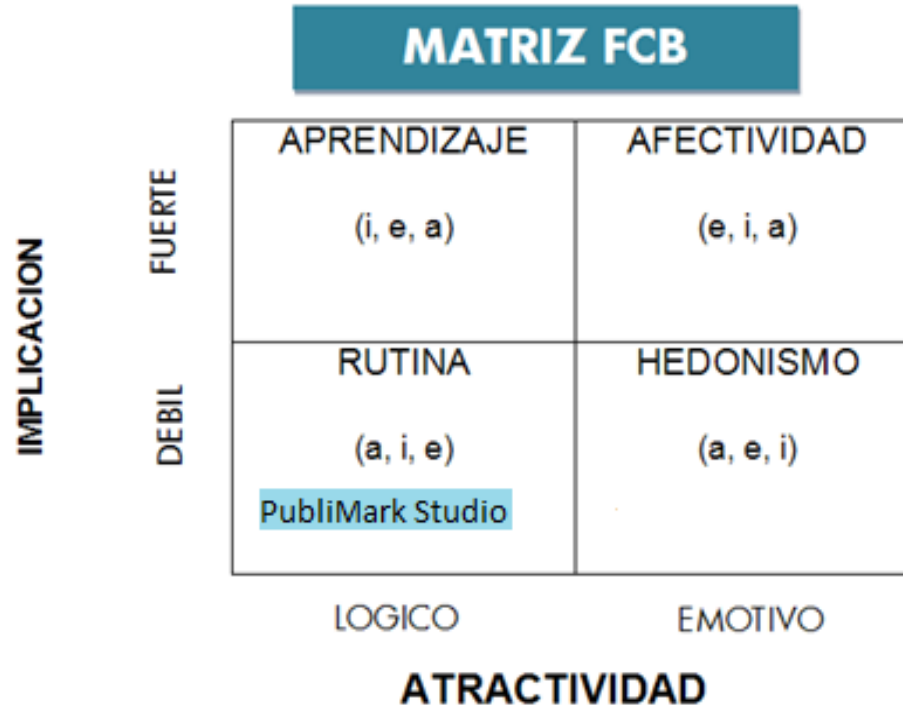 MATRIZ FCB
APRENDIZAJE
AFECTIVIDAD
(i, e, a)
(e, i, a)
FUERTE
IMPLICACION
RUTINA
HEDONISMO
DEBIL
(a, i, e)
(a, e, i)
PubliMark Studio
LOGICO
EMOTIVO
ATRACTIVIDAD